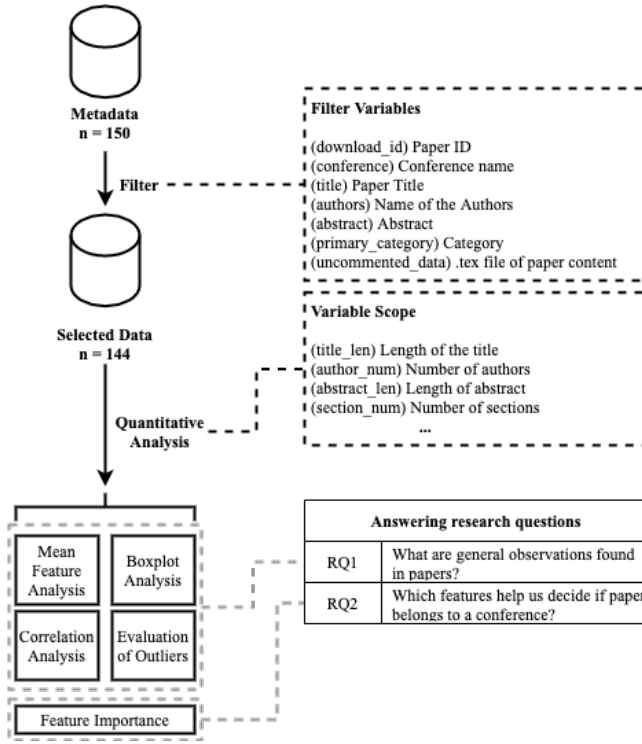 Metadata
n = 150
Filter
Filter Variables
(download_id) Paper ID
(conference) Conference name
(title) Paper Title
(authors) Name of the Authors
(abstract) Abstract
(primary_category) Category
(uncommented_data) .tex file of paper content
Selected Data
n = 144
Variable Scope
(title_len) Length of the title
(author_num) Number of authors
(abstract_len) Length of abstract
(section_num) Number of sections
...
Quantitative
Analysis
Mean
Feature
Analysis
Boxplot
Analysis
Correlation
Analysis
Evaluation
of Outliers
Feature Importance
Answering research questions
RQ1
What are general observations found
in papers?
RQ2
Which features help us decide if paper
belongs to a conference?